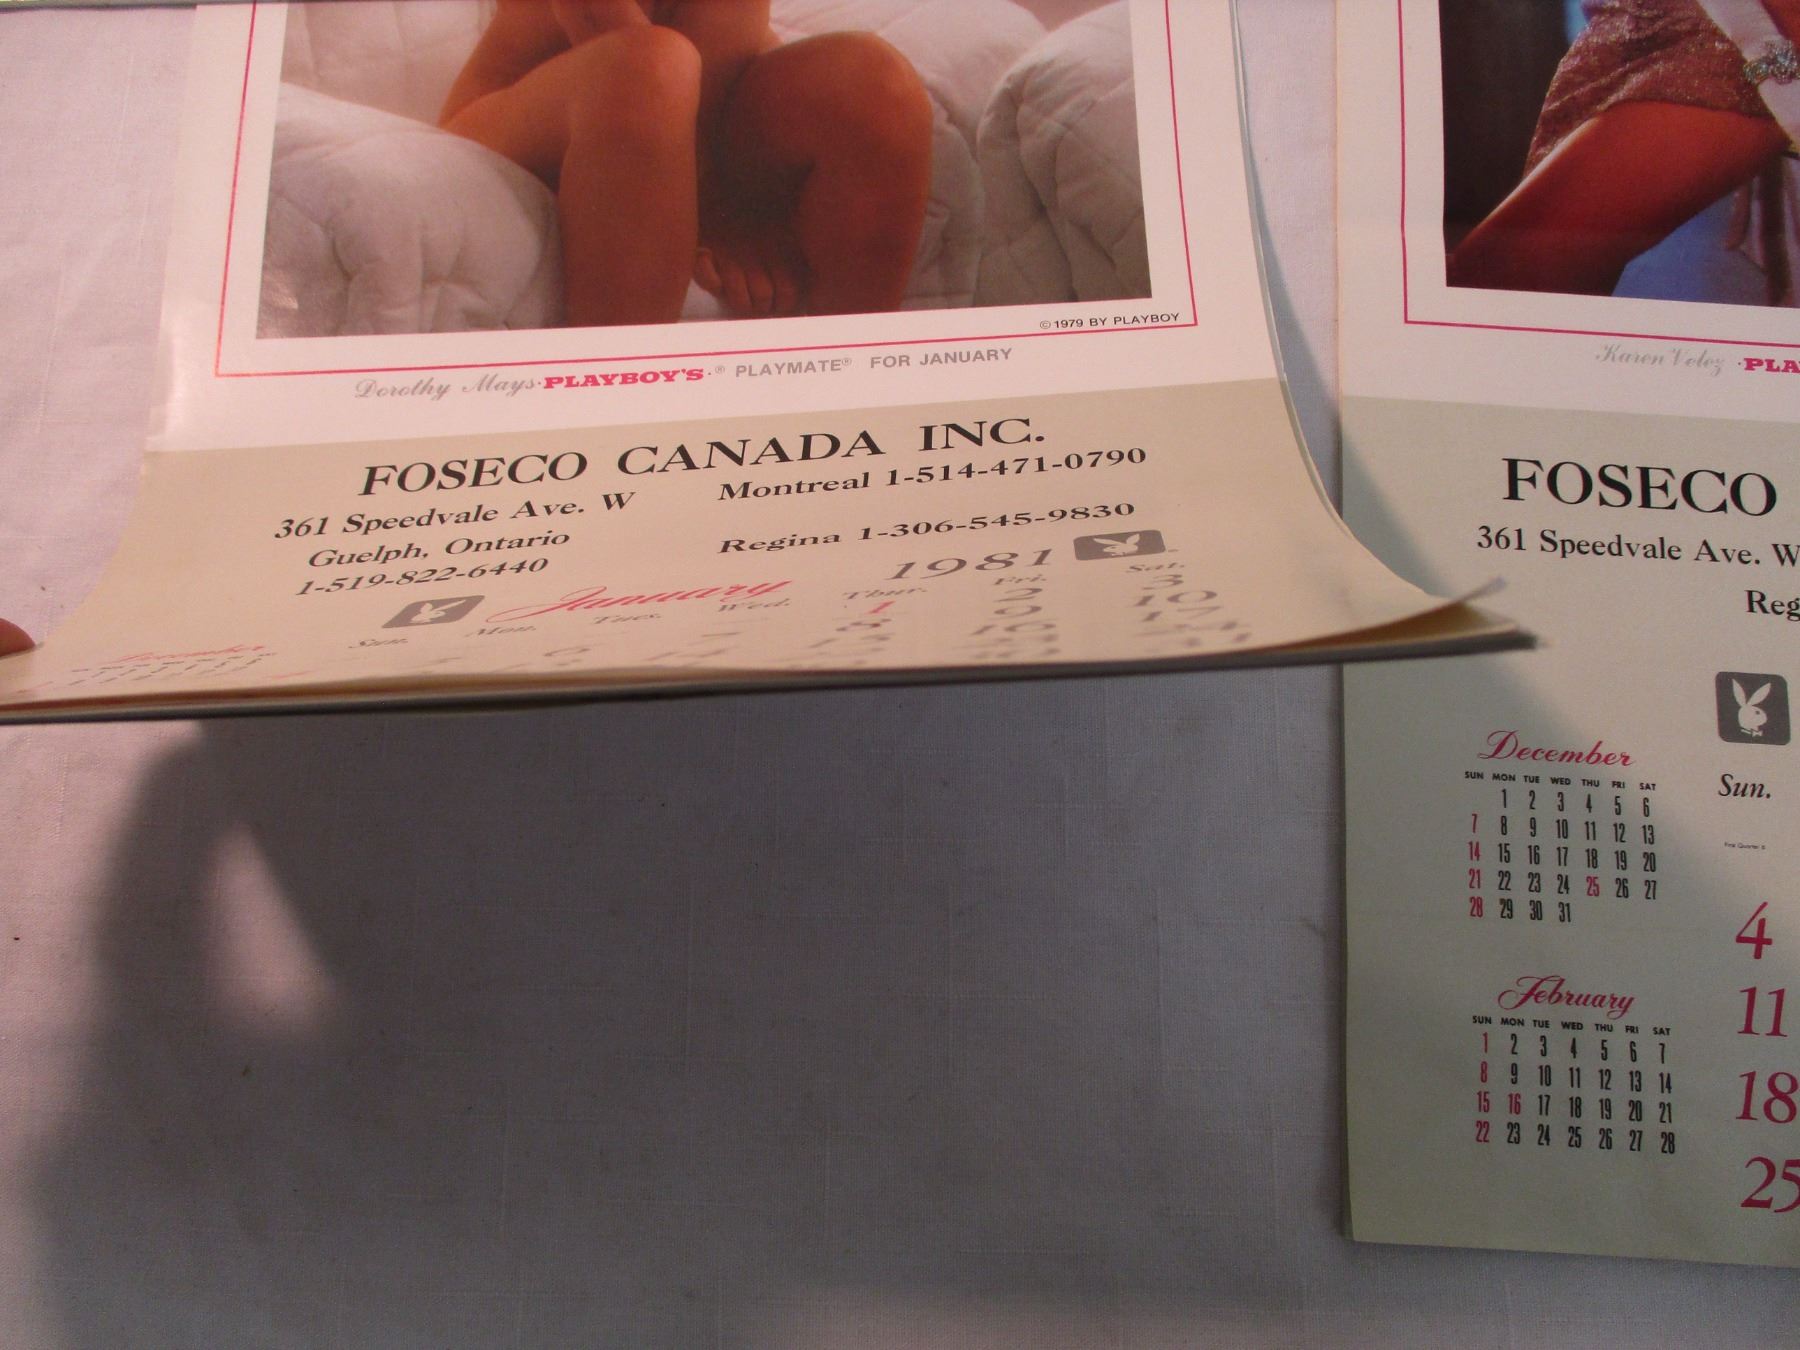 © 1979 BY PLAYBOY
Dorothy Mays · PLAYBOY'S ·® PLAYMATE® FOR JANUARY
FOSECO CANADA INC.
361 Speedvale Ave. W Montreal 1-514-471-0790
Guelph, Ontario Regina 1-306-545-9830
1-519-822-6440
January 1981
December
Sun. Mon. Tues. Wed. Thur. Fri. Sat.
1 2 3
8 9 10
Karen Velez · PLA
FOSECO
361 Speedvale Ave. W
Reg
December
SUN MON TUE WED THU FRI SAT
1 2 3 4 5 6
7 8 9 10 11 12 13
14 15 16 17 18 19 20
21 22 23 24 25 26 27
28 29 30 31
February
SUN MON TUE WED THU FRI SAT
1 2 3 4 5 6 7
8 9 10 11 12 13 14
15 16 17 18 19 20 21
22 23 24 25 26 27 28
Sun.
4
11
18
25